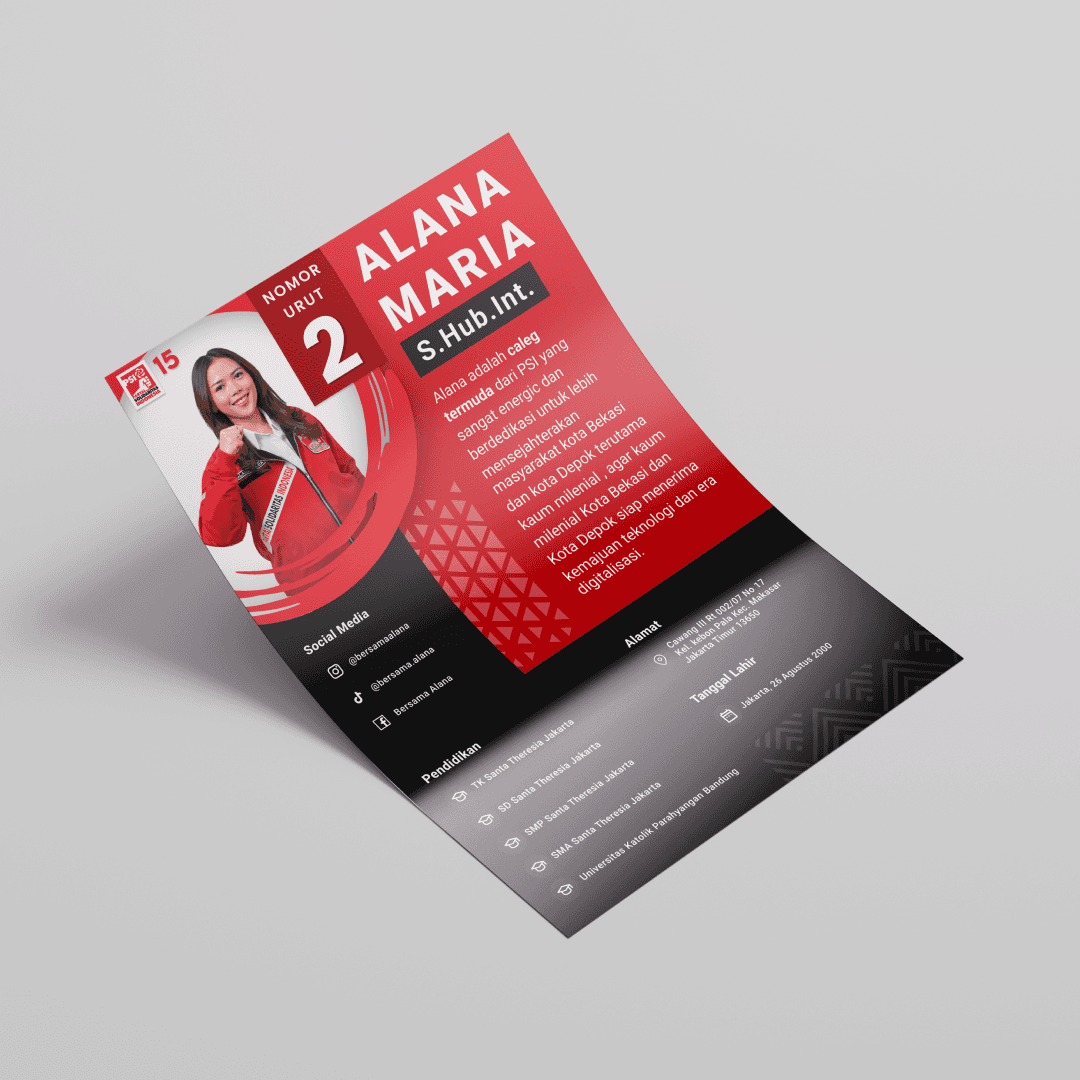 ALANA
MARIA
S.Hub.Int.
NOMOR
URUT
2
PSI
15
SOLIDARITAS INDONESIA
Alana adalah caleg
termuda dari PSI yang
sangat energic dan
berdedikasi untuk lebih
mensejahterakan
masyarakat kota Bekasi
dan kota Depok terutama
kaum milenial , agar kaum
milenial Kota Bekasi dan
Kota Depok siap menerima
kemajuan teknologi dan era
digitalisasi.
Social Media
@bersamaalana
@bersama.alana
Bersama Alana
Alamat
Cawang III Rt 002/07 No 17
Kel. kebon Pala Kec. Makasar
Jakarta Timur 13650
Tanggal Lahir
Jakarta, 26 Agustus 2000
Pendidikan
TK Santa Theresia Jakarta
SD Santa Theresia Jakarta
SMP Santa Theresia Jakarta
SMA Santa Theresia Jakarta
Universitas Katolik Parahyangan Bandung